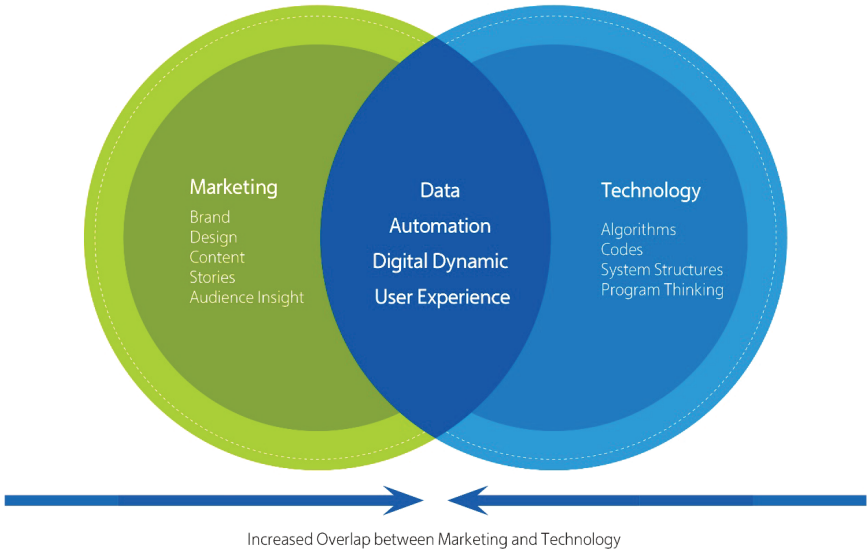 Marketing
Brand
Design
Content
Stories
Audience Insight
Data
Automation
Digital Dynamic
User Experience
Technology
Algorithms
Codes
System Structures
Program Thinking
Increased Overlap between Marketing and Technology